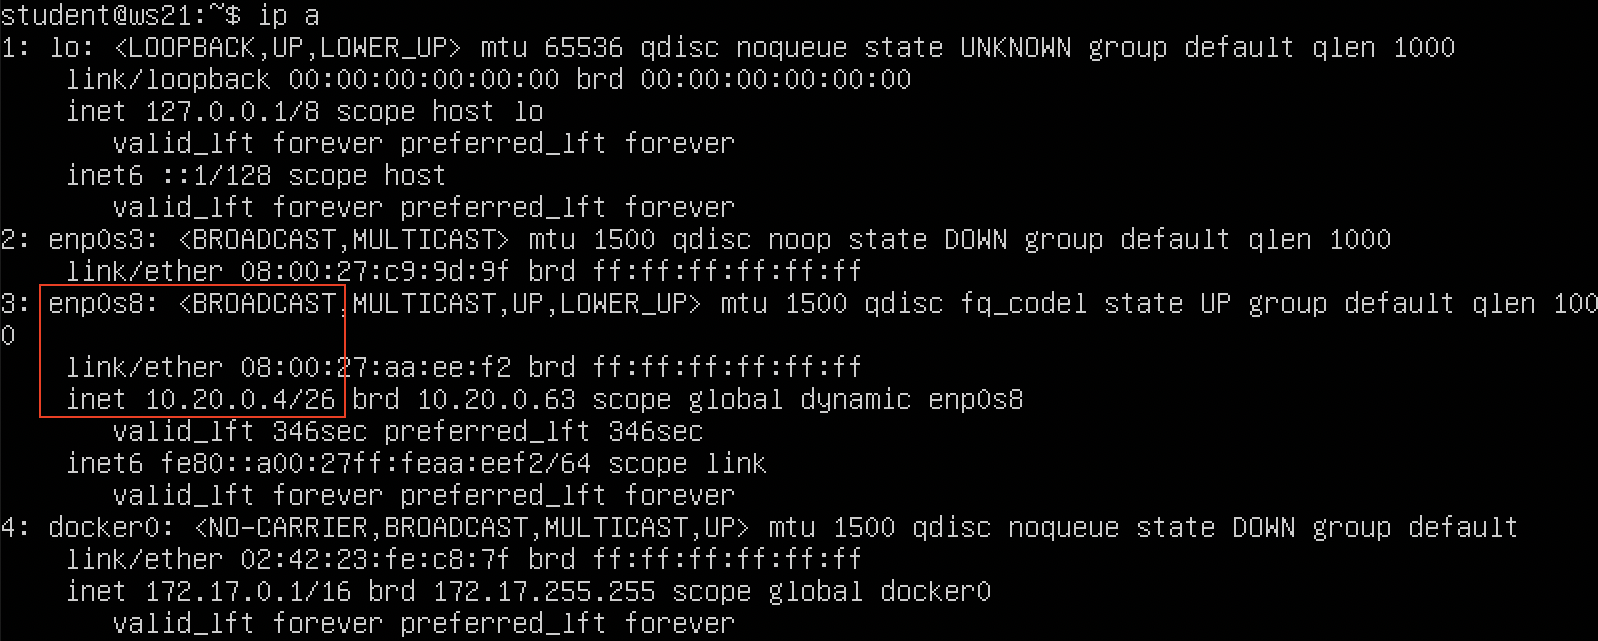 student@ws21:~$ ip a
1: lo: <LOOPBACK,UP,LOWER_UP> mtu 65536 qdisc noqueue state UNKNOWN group default qlen 1000
link/loopback 00:00:00:00:00:00 brd 00:00:00:00:00:00
inet 127.0.0.1/8 scope host lo
valid_lft forever preferred_lft forever
inet6 ::1/128 scope host
valid_lft forever preferred_lft forever
2: enp0s3: <BROADCAST,MULTICAST> mtu 1500 qdisc noop state DOWN group default qlen 1000
link/ether 08:00:27:c9:9d:9f brd ff:ff:ff:ff:ff:ff
3: enp0s8: <BROADCAST,MULTICAST,UP,LOWER_UP> mtu 1500 qdisc fq_codel state UP group default qlen 100
0
link/ether 08:00:27:aa:ee:f2 brd ff:ff:ff:ff:ff:ff
inet 10.20.0.4/26 brd 10.20.0.63 scope global dynamic enp0s8
valid_lft 346sec preferred_lft 346sec
inet6 fe80::a00:27ff:feaa:eef2/64 scope link
valid_lft forever preferred_lft forever
4: docker0: <NO-CARRIER,BROADCAST,MULTICAST,UP> mtu 1500 qdisc noqueue state DOWN group default
link/ether 02:42:23:fe:c8:7f brd ff:ff:ff:ff:ff:ff
inet 172.17.0.1/16 brd 172.17.255.255 scope global docker0
valid_lft forever preferred_lft forever